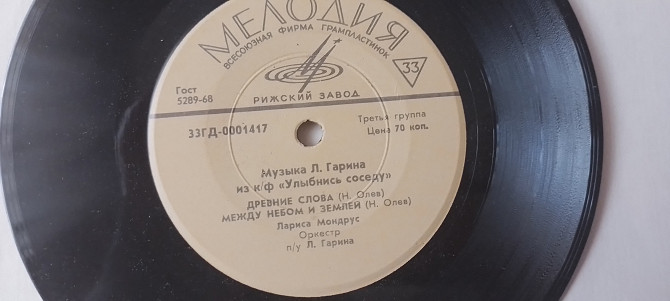 МЕЛОДИЯ
ВСЕСОЮЗНАЯ ФИРМА ГРАМПЛАСТИНОК
33
Гост
5289-68
РИЖСКИЙ ЗАВОД
33ГД-0001417
Третья группа
Цена 70 коп.
Музыка Л. Гарина
из к/ф «Улыбнись соседу»
ДРЕВНИЕ СЛОВА (Н. Олев)
МЕЖДУ НЕБОМ И ЗЕМЛЕЙ (Н. Олев)
Лариса Мондрус
Оркестр
п/у Л. Гарина